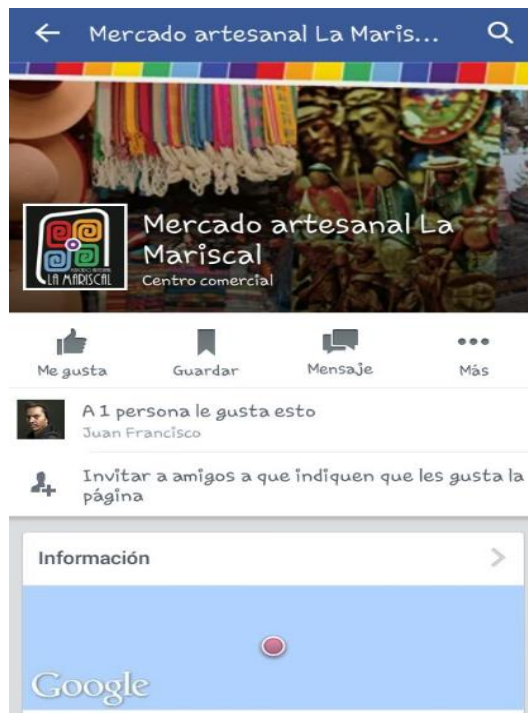 Mercado artesanal La Maris...
Mercado artesanal La
Mariscal
Centro comercial
LA MARISCAL
Me gusta
Guardar
Mensaje
Más
A 1 persona le gusta esto
Juan Francisco
Invitar a amigos a que indiquen que les gusta la
página
Información
Google